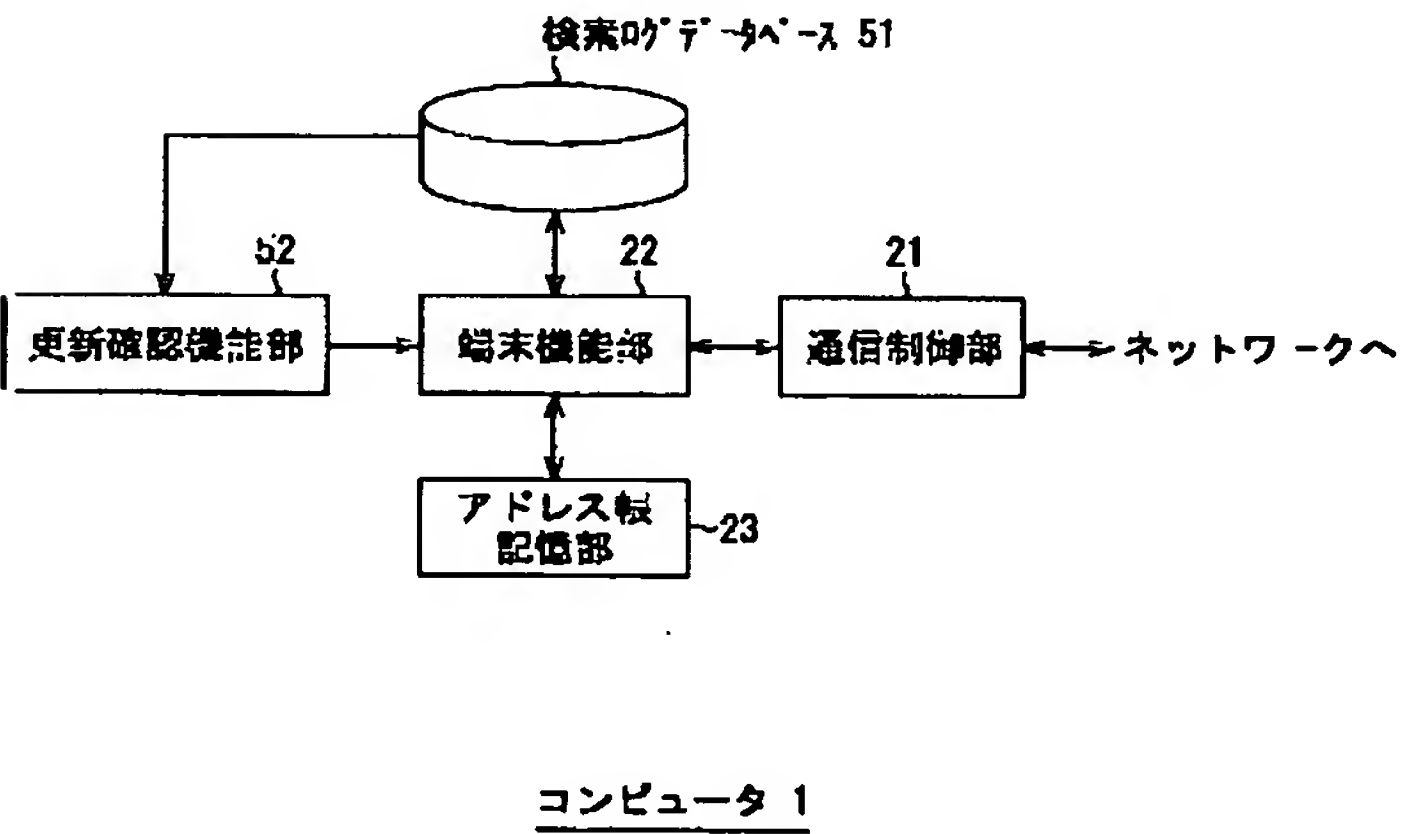 検索ログデータベース 51
52
22
21
更新確認機能部
端末機能部
通信制御部
ネットワークへ
アドレス帳
記憶部
23
コンピュータ 1